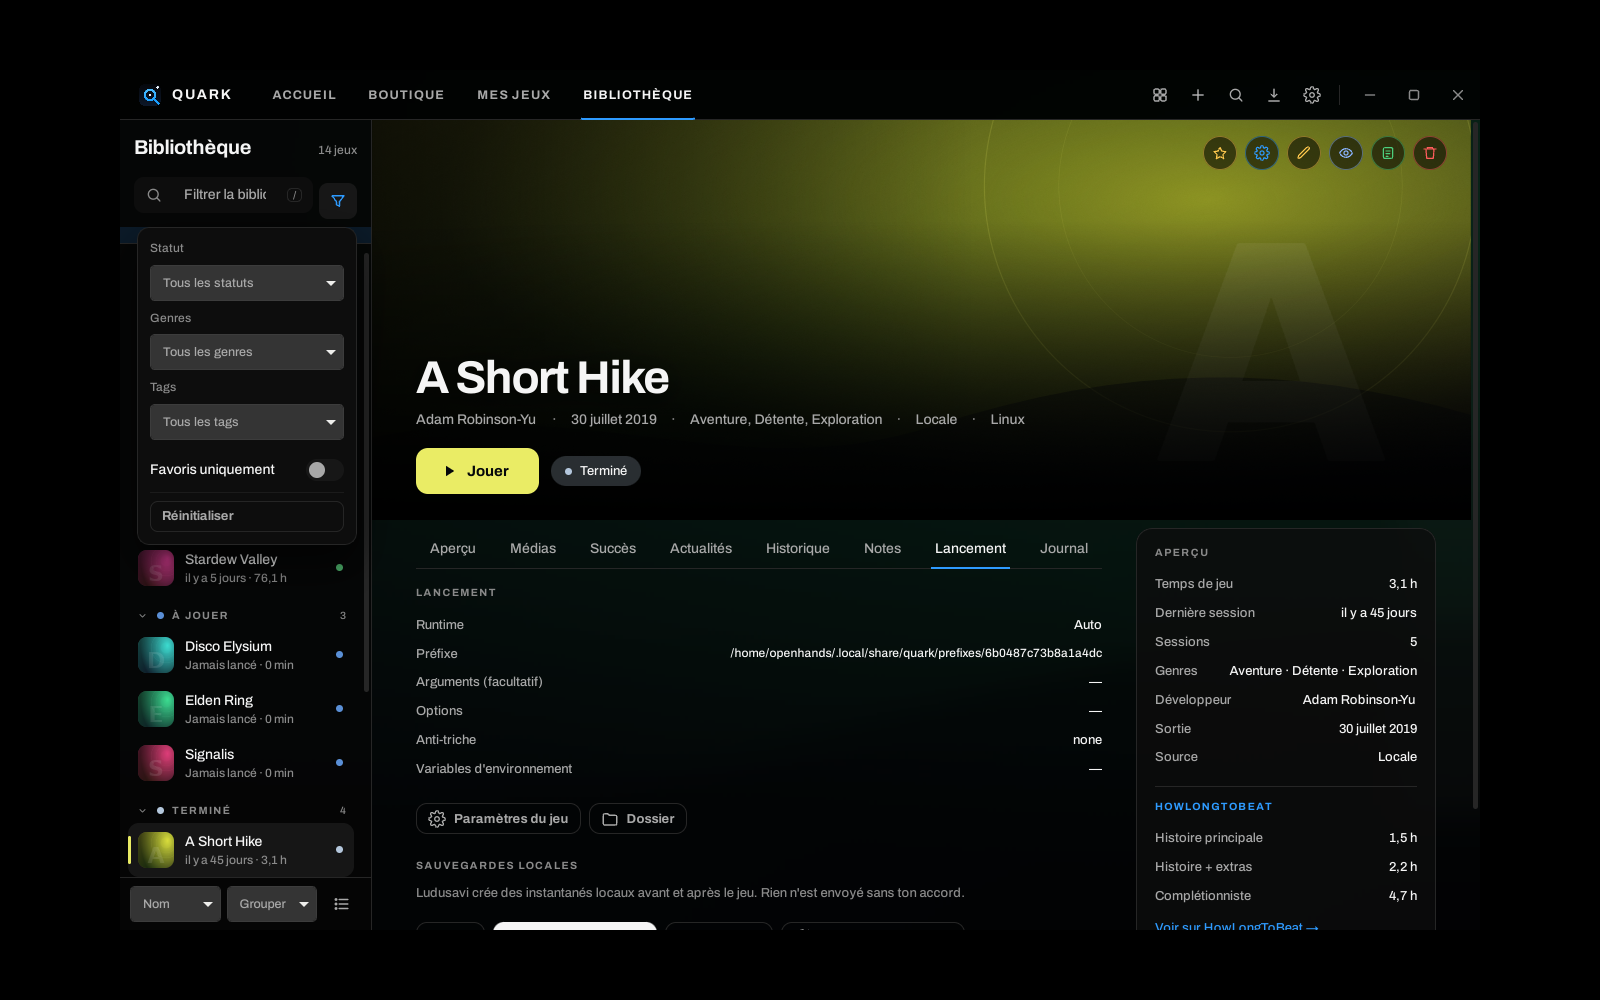 QUARK
ACCUEIL
BOUTIQUE
MES JEUX
BIBLIOTHÈQUE
Bibliothèque
14 jeux
Filtrer la biblic
/
Statut
Tous les statuts
Genres
Tous les genres
Tags
Tous les tags
Favoris uniquement
Réinitialiser
S
Stardew Valley
il y a 5 jours · 76,1 h
À JOUER
3
D
Disco Elysium
Jamais lancé · 0 min
E
Elden Ring
Jamais lancé · 0 min
S
Signalis
Jamais lancé · 0 min
TERMINÉ
4
A
A Short Hike
il y a 45 jours · 3,1 h
Nom
Grouper
A
A Short Hike
Adam Robinson-Yu · 30 juillet 2019 · Aventure, Détente, Exploration · Locale · Linux
Jouer
Terminé
Aperçu
Médias
Succès
Actualités
Historique
Notes
Lancement
Journal
LANCEMENT
Runtime
Auto
Préfixe
/home/openhands/.local/share/quark/prefixes/6b0487c73b8a1a4dc
Arguments (facultatif)
—
Options
—
Anti-triche
none
Variables d'environnement
—
Paramètres du jeu
Dossier
SAUVEGARDES LOCALES
Ludusavi crée des instantanés locaux avant et après le jeu. Rien n'est envoyé sans ton accord.
APERÇU
Temps de jeu
3,1 h
Dernière session
il y a 45 jours
Sessions
5
Genres
Aventure · Détente · Exploration
Développeur
Adam Robinson-Yu
Sortie
30 juillet 2019
Source
Locale
HOWLONGTOBEAT
Histoire principale
1,5 h
Histoire + extras
2,2 h
Complétionniste
4,7 h
Voir sur HowLongToBeat →